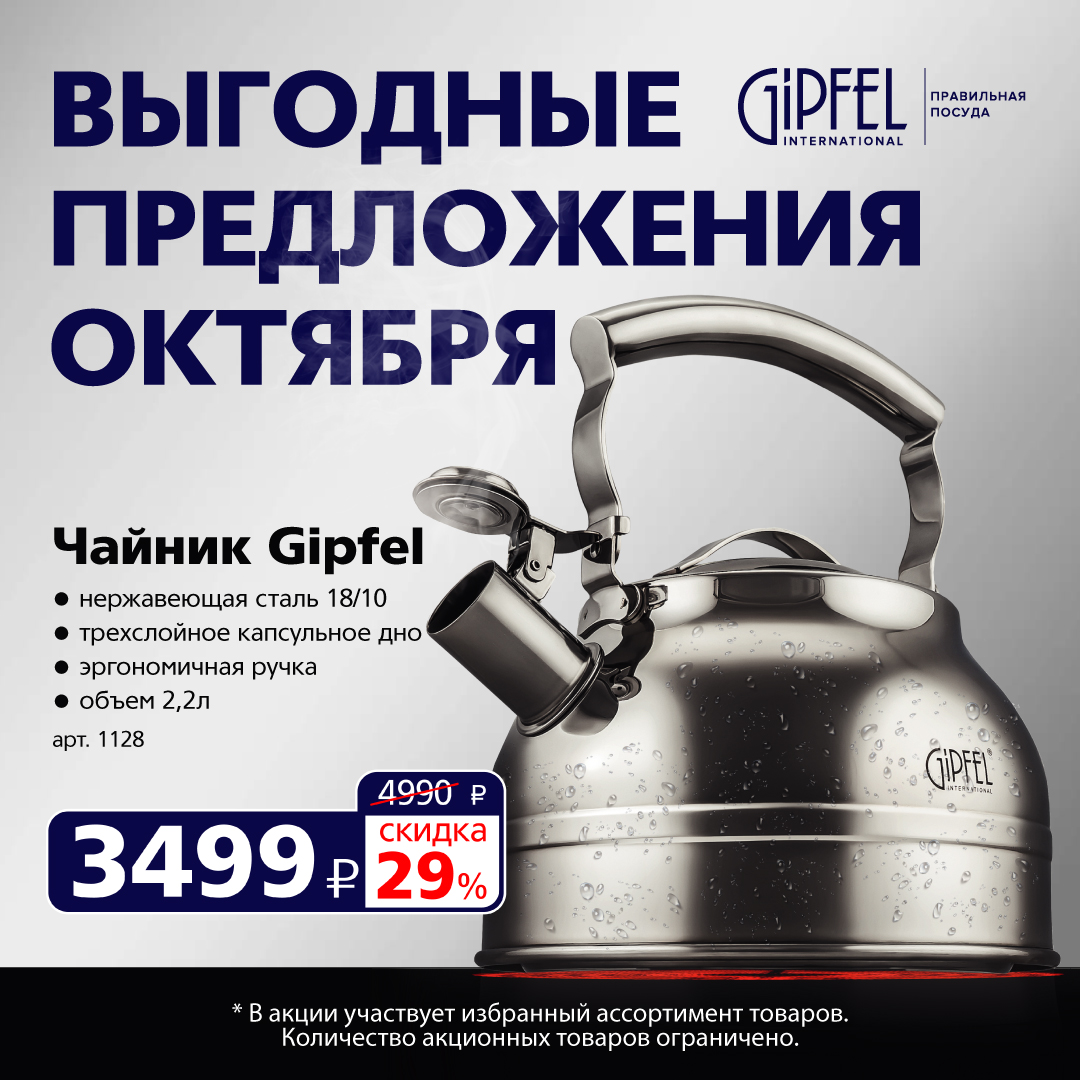 ВЫГОДНЫЕ
ПРЕДЛОЖЕНИЯ
ОКТЯБРЯ
GiPFEL
INTERNATIONAL
ПРАВИЛЬНАЯ
ПОСУДА
Чайник Gipfel
• нержавеющая сталь 18/10
• трехслойное капсульное дно
• эргономичная ручка
• объем 2,2л
арт. 1128
4990 ₽
3499 ₽
скидка
29%
GiPFEL®
INTERNATIONAL
* В акции участвует избранный ассортимент товаров.
Количество акционных товаров ограничено.